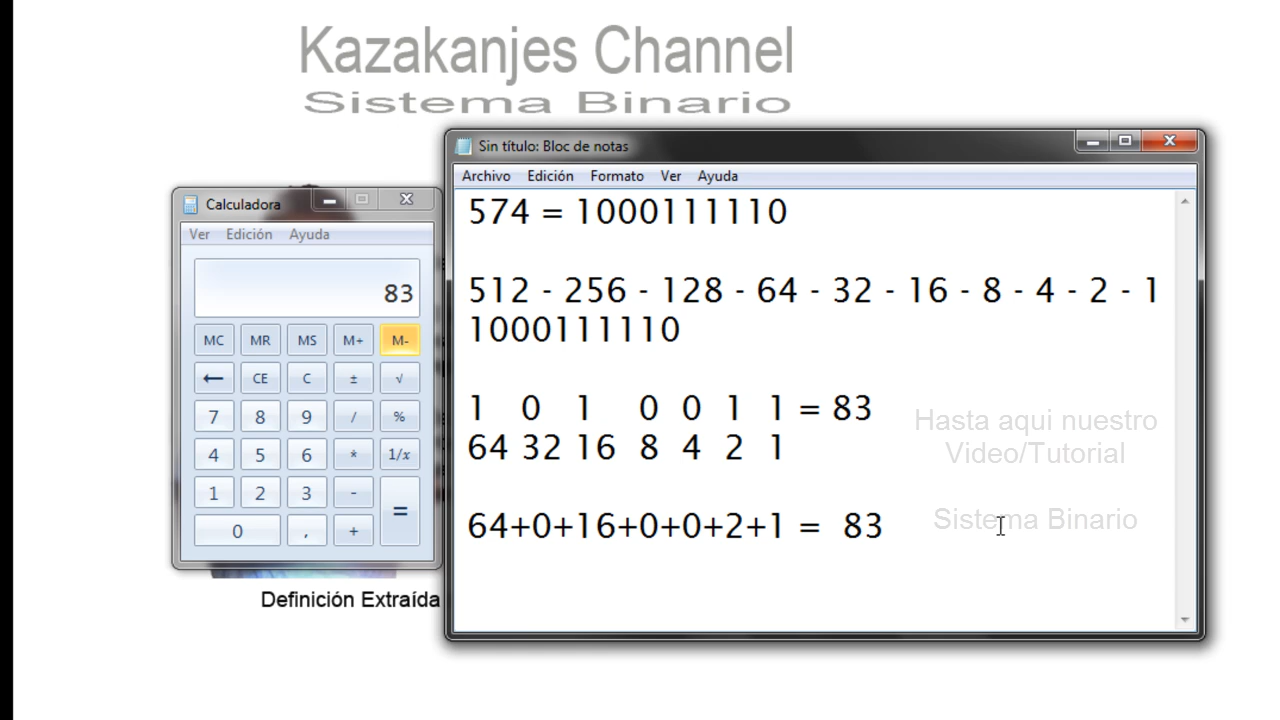 Kazakanjes Channel
Sistema Binario
Calculadora
Ver Edición Ayuda
83
MC MR MS M+ M-
← CE C ± √
7 8 9 / %
4 5 6 * 1/x
1 2 3 - =
0 , +
Definición Extraída
Sin título: Bloc de notas
Archivo Edición Formato Ver Ayuda
574 = 1000111110
512 - 256 - 128 - 64 - 32 - 16 - 8 - 4 - 2 - 1
1000111110
1 0 1 0 0 1 1 = 83
64 32 16 8 4 2 1
64+0+16+0+0+2+1 = 83
Hasta aqui nuestro
Video/Tutorial
Sistema Binario